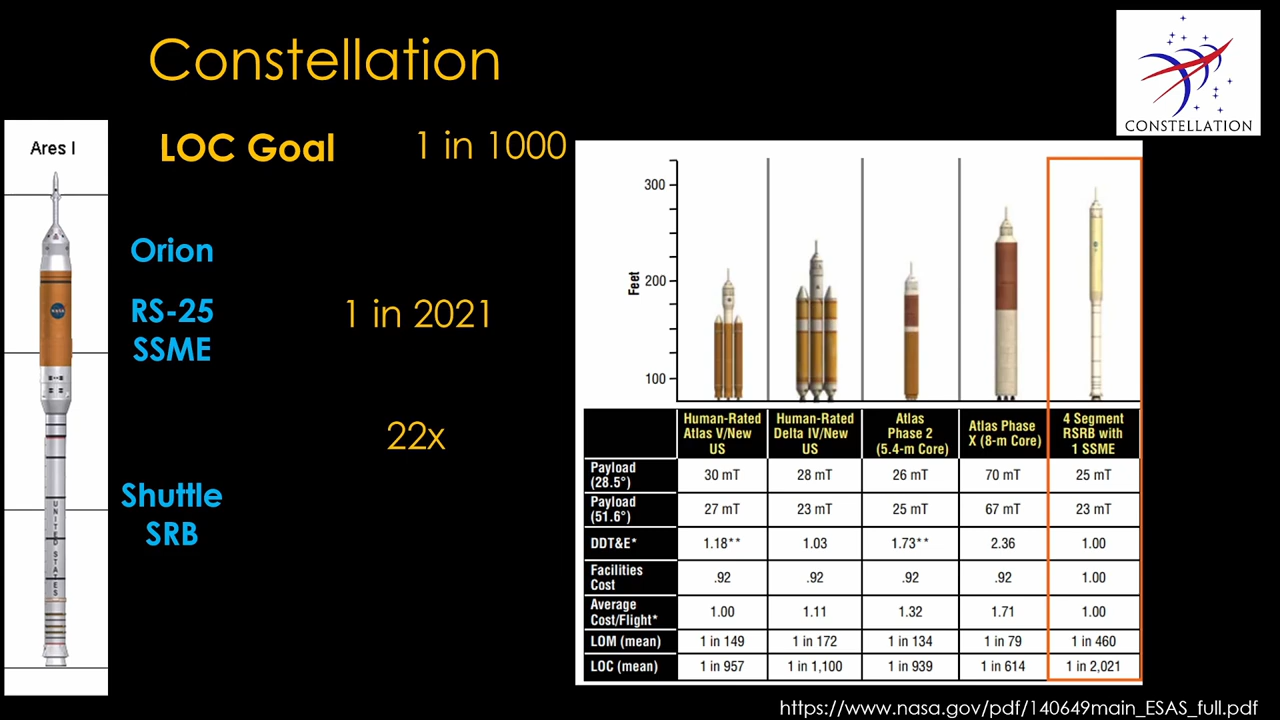 Constellation
CONSTELLATION
Ares I
LOC Goal
1 in 1000
Orion
RS-25
SSME
1 in 2021
22x
Shuttle
SRB
NASA
UNITED STATES
Feet
300
200
100
Human-Rated Atlas V/New US
Human-Rated Delta IV/New US
Atlas Phase 2 (5.4-m Core)
Atlas Phase X (8-m Core)
4 Segment RSRB with 1 SSME
Payload (28.5°) 30 mT 28 mT 26 mT 70 mT 25 mT
Payload (51.6°) 27 mT 23 mT 25 mT 67 mT 23 mT
DDT&E* 1.18** 1.03 1.73** 2.36 1.00
Facilities Cost .92 .92 .92 .92 1.00
Average Cost/Flight* 1.00 1.11 1.32 1.71 1.00
LOM (mean) 1 in 149 1 in 172 1 in 134 1 in 79 1 in 460
LOC (mean) 1 in 957 1 in 1,100 1 in 939 1 in 614 1 in 2,021
https://www.nasa.gov/pdf/140649main_ESAS_full.pdf